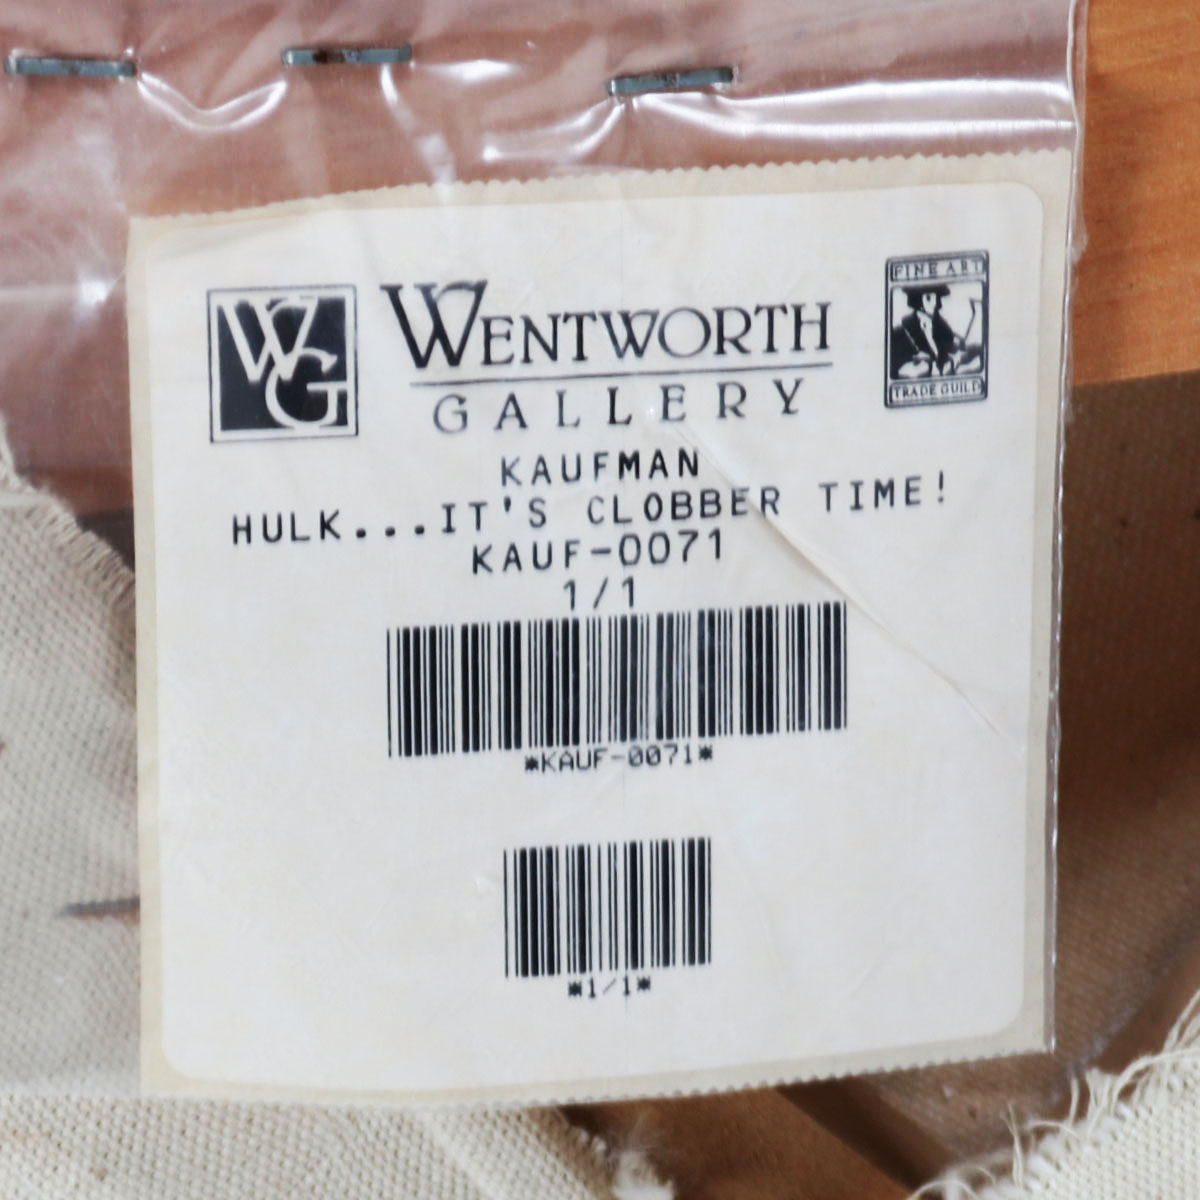 WG
WENTWORTH
GALLERY
FINE ART
TRADE GUILD
KAUFMAN
HULK...IT'S CLOBBER TIME!
KAUF-0071
1/1
*KAUF-0071*
*1/1*